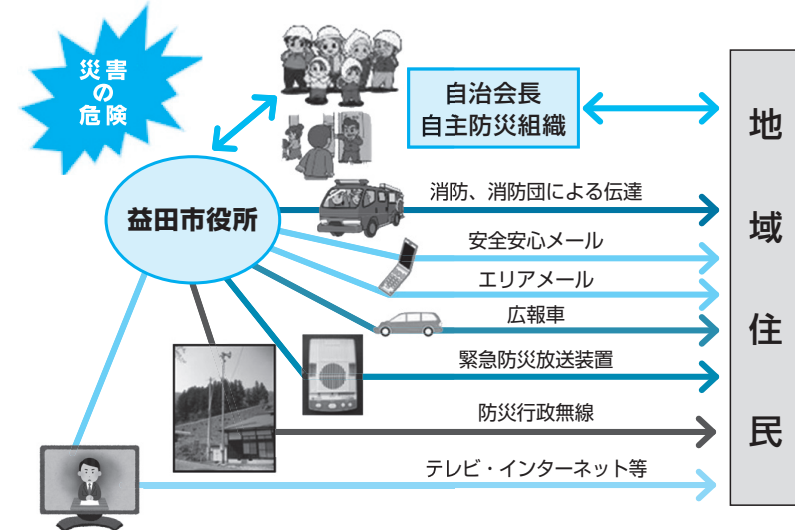 災害
の
危険
自治会長
自主防災組織
益田市役所
消防、消防団による伝達
安全安心メール
エリアメール
広報車
緊急防災放送装置
防災行政無線
テレビ・インターネット等
地域住民